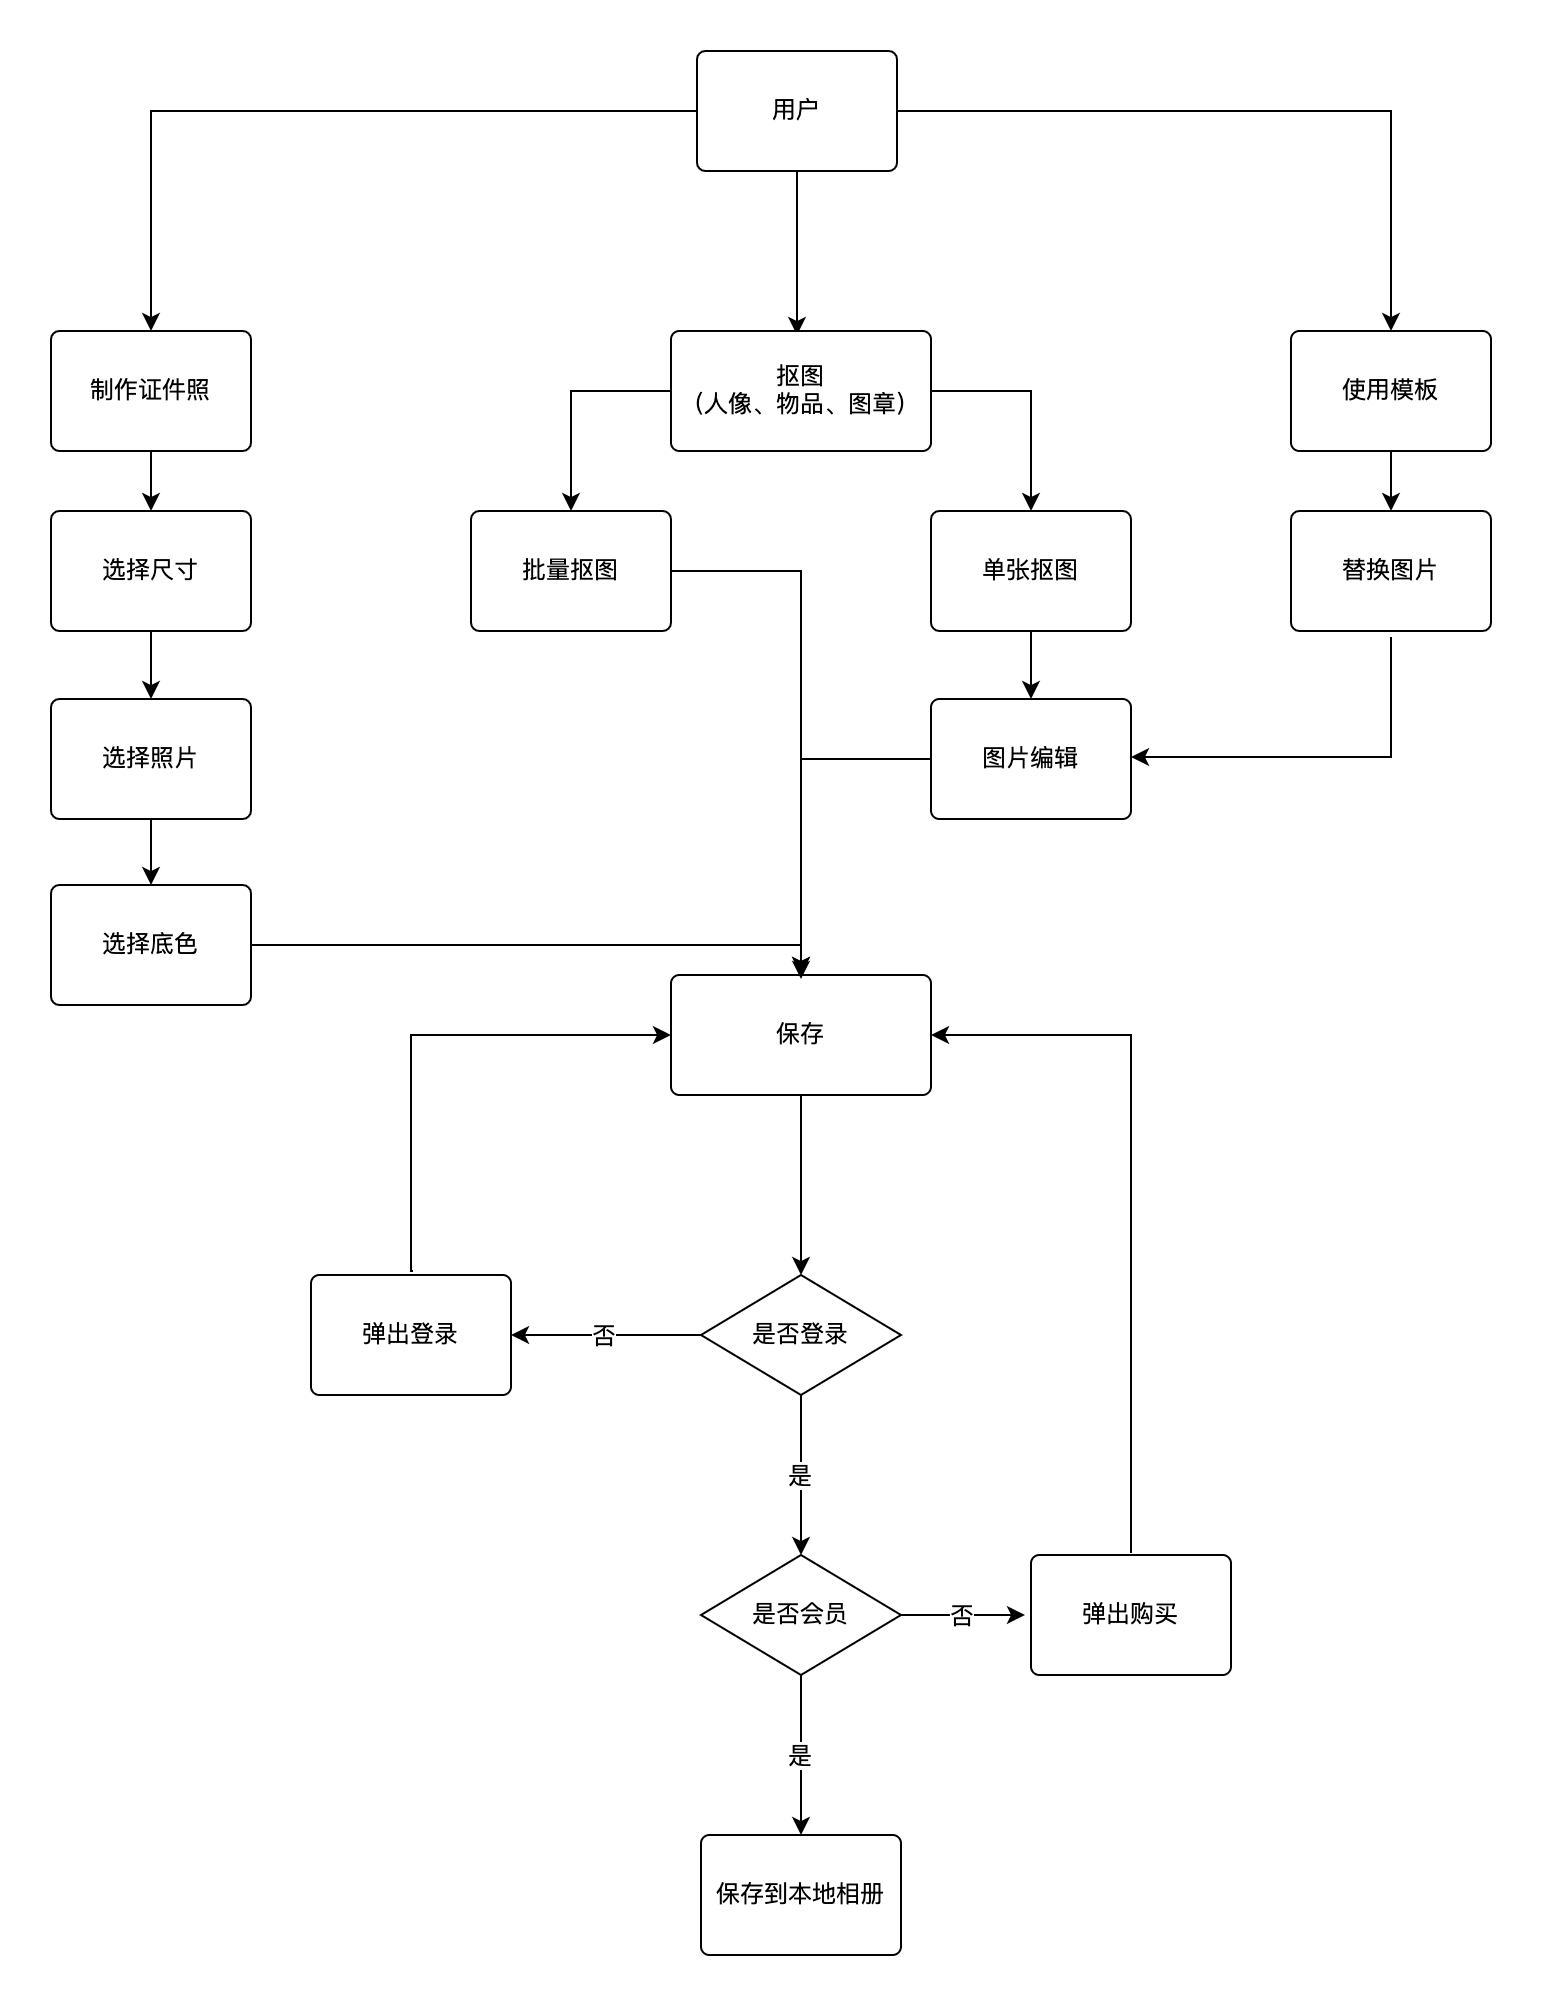 用户
制作证件照
抠图
（人像、物品、图章）
使用模板
选择尺寸
批量抠图
单张抠图
替换图片
选择照片
图片编辑
选择底色
保存
弹出登录
否
是否登录
是
是否会员
否
弹出购买
是
保存到本地相册